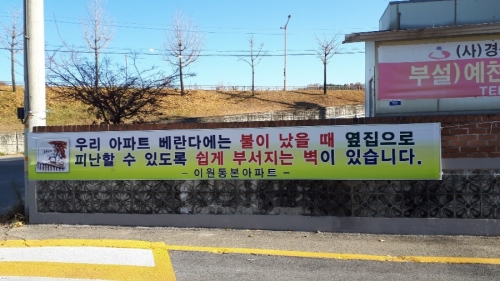 (사)경
부설)예천
TEL
우리 아파트 베란다에는 불이 났을 때 옆집으로
피난할 수 있도록 쉽게 부서지는 벽이 있습니다.
- 이원동본아파트 -